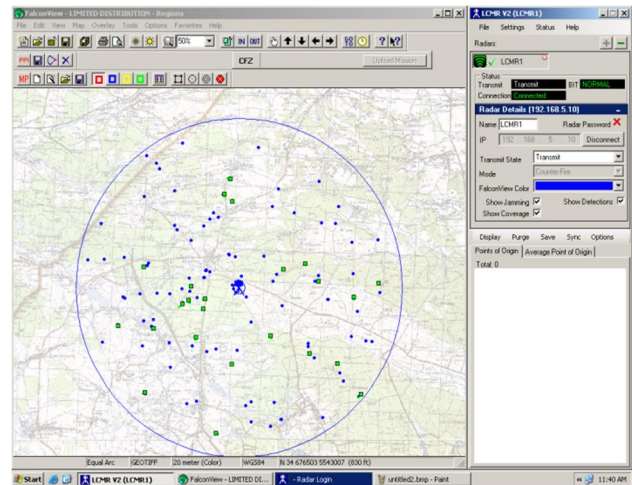 FalconView - LIMITED DISTRIBUTION - Regions
File Edit View Map Overlay Tools Options Favorites Help
50% IN OUT
CFZ Upload Mission
MP
Equal Arc GEOTIFF 20 meter (Color) WGS84 N 34 676503 5543007 (830 ft)
LCMR V2 (LCMR1)
File Settings Status Help
Radars:
LCMR1
Status
Transmit Transmit BIT NORMAL
Connection Connected
Radar Details (192.168.5.10)
Name LCMR1 Radar Password
IP 192 . 168 . 5 . 10 Disconnect
Transmit State Transmit
Mode Counter-Fire
FalconView Color
Show Jamming Show Detections
Show Coverage
Display Purge Save Sync Options
Points of Origin Average Point of Origin
Total: 0
Start LCMR V2 (LCMR1) FalconView - LIMITED DI... - Radar Login untitled2.bmp - Paint 11:40 AM